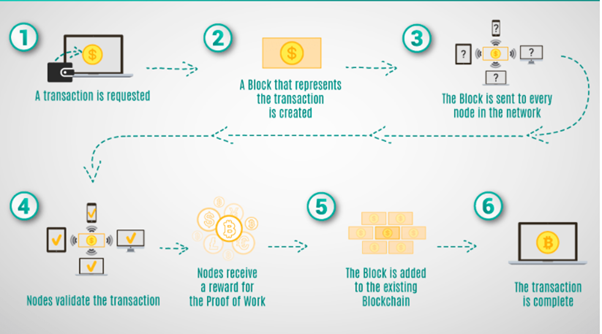 1
A transaction is requested
2
A Block that represents
the transaction
is created
3
The Block is sent to every
node in the network
4
Nodes validate the transaction
Nodes receive
a reward for
the Proof of Work
5
The Block is added
to the existing
Blockchain
6
The transaction
is complete